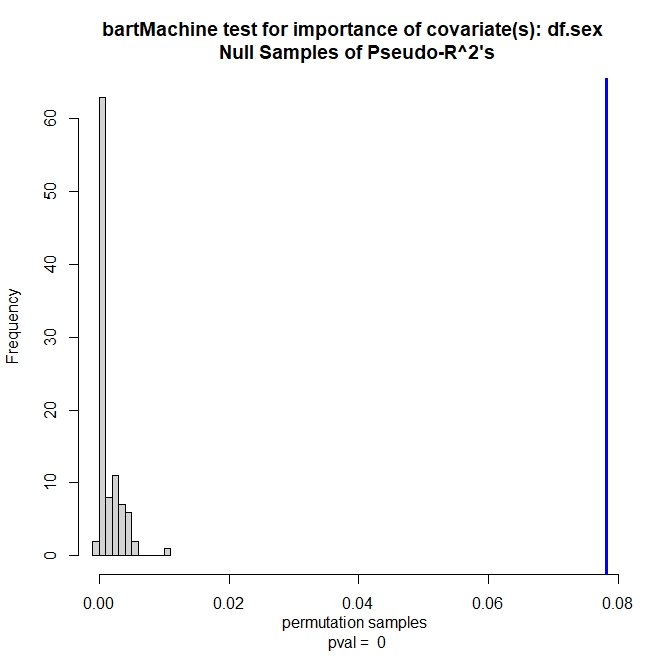 bartMachine test for importance of covariate(s): df.sex
Null Samples of Pseudo-R^2's
Frequency
60
50
40
30
20
10
0
0.00 0.02 0.04 0.06 0.08
permutation samples
pval = 0